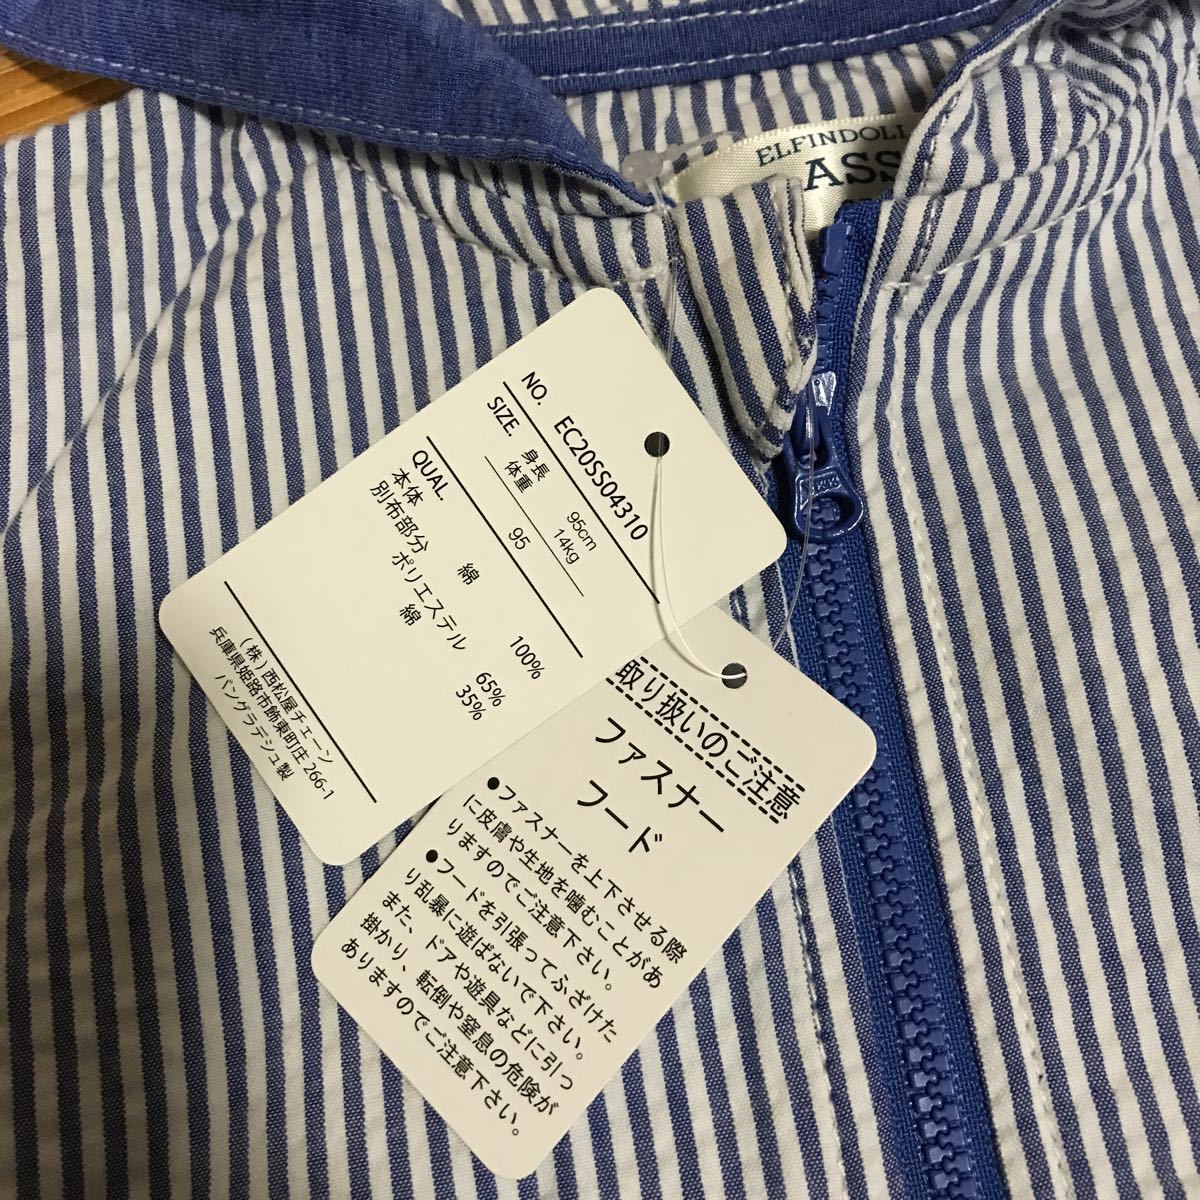 ELFINDOLL
ASS
NO. EC20SS04310
SIZE. 身長 95cm
体重 14kg
95
QUAL.
本体 綿 100%
別布部分 ポリエステル 65%
綿 35%
(株)西松屋チェーン
兵庫県姫路市飾東町庄 266-1
バングラデシュ製
取り扱いのご注意
ファスナー
フード
●ファスナーを上下させる際
に皮膚や生地を噛むことがあ
りますのでご注意下さい。
●フードを引張ってふざけた
り乱暴に遊ばないで下さい。
また、ドアや遊具などに引っ
掛かり、転倒や窒息の危険が
ありますのでご注意下さい。